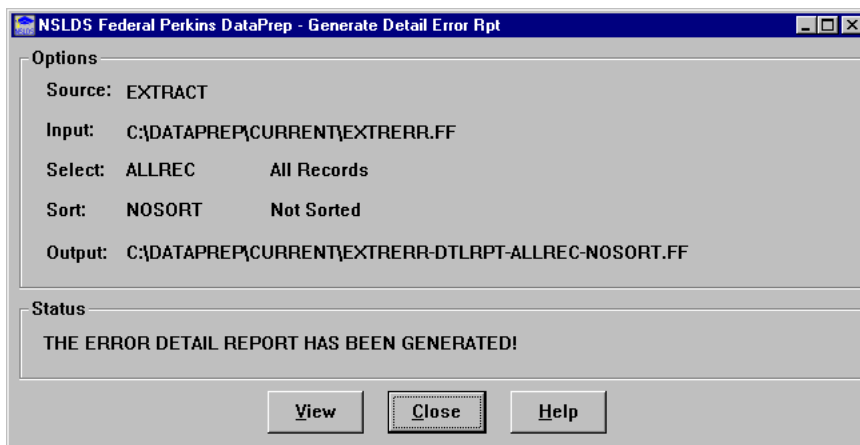 NSLDS Federal Perkins DataPrep - Generate Detail Error Rpt
Options
Source: EXTRACT
Input: C:\DATAPREP\CURRENT\EXTRERR.FF
Select: ALLREC All Records
Sort: NOSORT Not Sorted
Output: C:\DATAPREP\CURRENT\EXTRERR-DTLRPT-ALLREC-NOSORT.FF
Status
THE ERROR DETAIL REPORT HAS BEEN GENERATED!
View Close Help